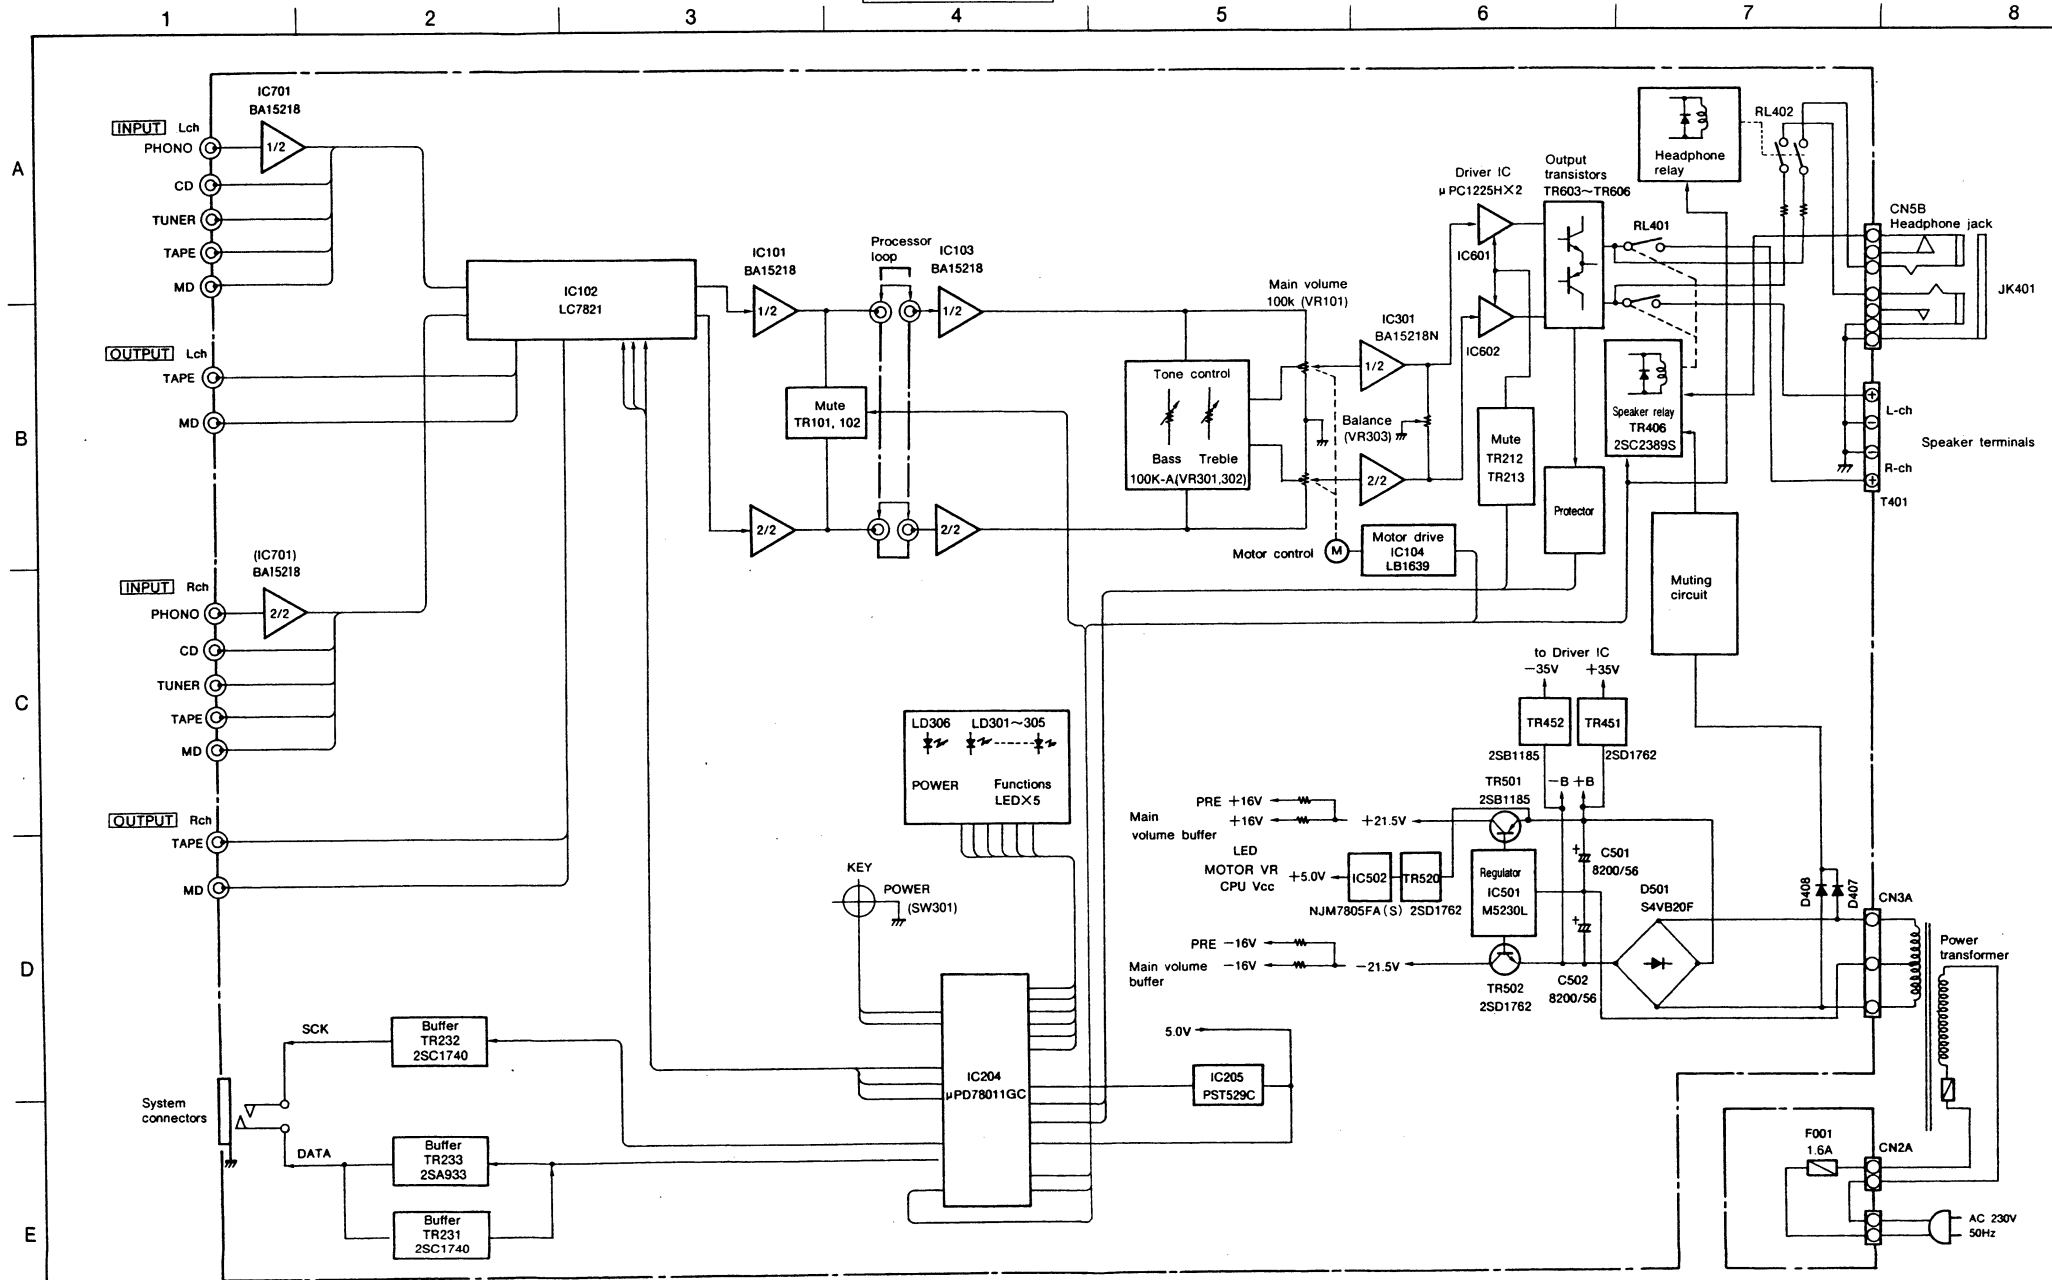 1 2 3 4 5 6 7 8
A
B
C
D
E
IC701
BA15218
INPUT Lch
PHONO
1/2
CD
TUNER
TAPE
MD
OUTPUT Lch
TAPE
MD
IC102
LC7821
IC101
BA15218
1/2
Processor
loop
IC103
BA15218
1/2
Mute
TR101, 102
2/2
2/2
Main volume
100k (VR101)
Tone control
Bass Treble
100K-A(VR301,302)
IC301
BA15218N
1/2
Balance
(VR303)
2/2
Motor control
M
Motor drive
IC104
LB1639
Driver IC
μPC1225H×2
IC601
IC602
Output
transistors
TR603～TR606
Mute
TR212
TR213
Protector
RL401
Headphone
relay
RL402
Speaker relay
TR406
2SC2389S
Muting
circuit
CN5B
Headphone jack
JK401
L-ch
Speaker terminals
R-ch
T401
(IC701)
BA15218
INPUT Rch
PHONO
2/2
CD
TUNER
TAPE
MD
OUTPUT Rch
TAPE
MD
LD306 LD301～305
POWER Functions
LED×5
KEY
POWER
(SW301)
to Driver IC
−35V +35V
TR452
TR451
2SB1185
2SD1762
TR501
2SB1185
−B +B
PRE +16V
Main
volume buffer
+16V
+21.5V
LED
MOTOR VR
CPU Vcc
+5.0V
IC502
TR520
NJM7805FA(S) 2SD1762
Regulator
IC501
M5230L
C501
8200/56
D501
S4VB20F
D408
D407
CN3A
Power
transformer
PRE −16V
Main volume
buffer
−16V
−21.5V
TR502
2SD1762
C502
8200/56
5.0V
IC205
PST529C
IC204
μPD78011GC
SCK
Buffer
TR232
2SC1740
System
connectors
DATA
Buffer
TR233
2SA933
Buffer
TR231
2SC1740
F001
1.6A
CN2A
AC 230V
50Hz